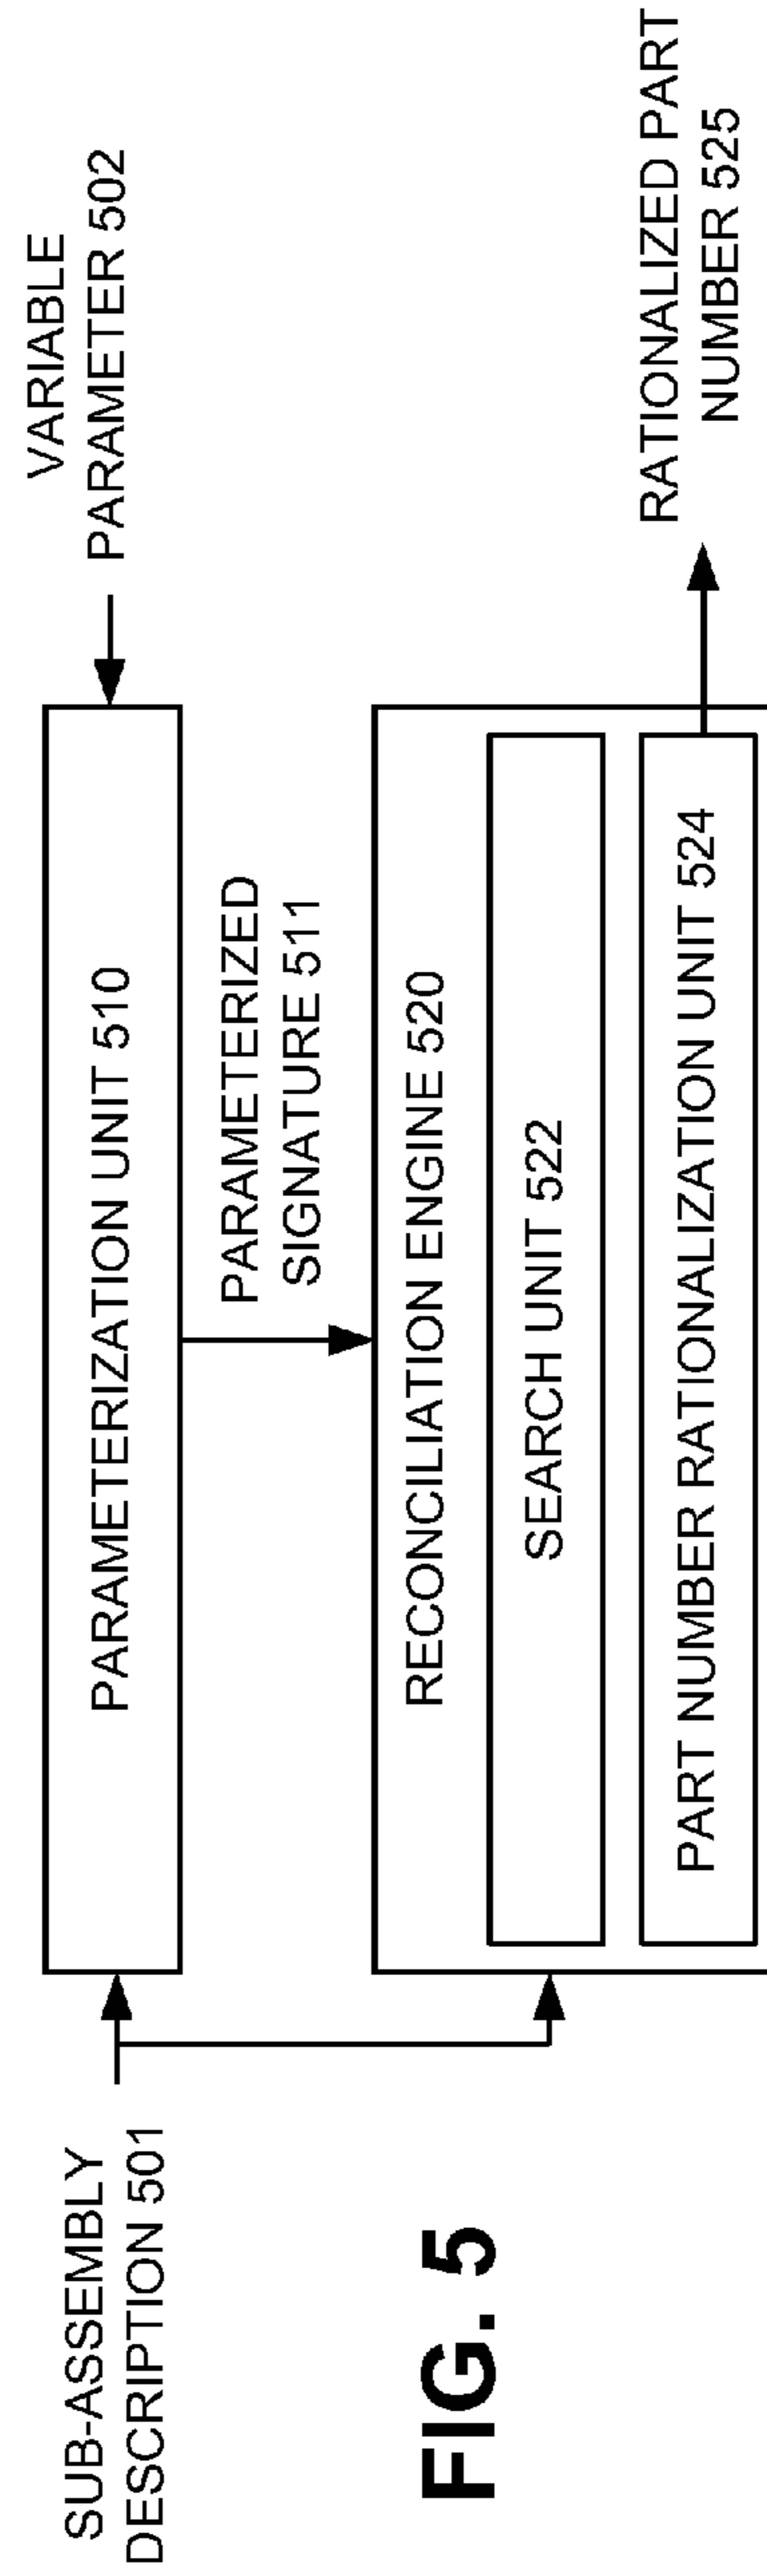 SUB-ASSEMBLY
DESCRIPTION 501
PARAMETERIZATION UNIT 510
VARIABLE
PARAMETER 502
PARAMETERIZED
SIGNATURE 511
RECONCILIATION ENGINE 520
SEARCH UNIT 522
PART NUMBER RATIONALIZATION UNIT 524
RATIONALIZED PART
NUMBER 525
FIG. 5